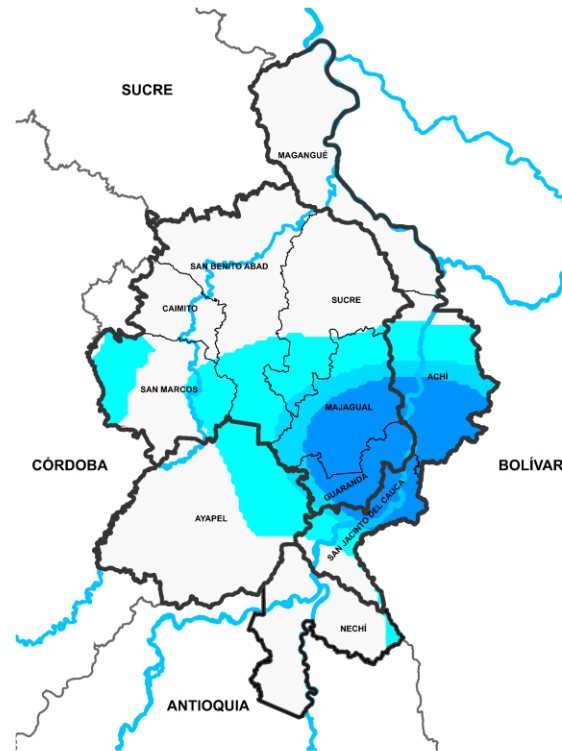 SUCRE
MAGANGUÉ
SAN BENITO ABAD
SUCRE
CAIMITO
SAN MARCOS
ACHÍ
MAJAGUAL
CÓRDOBA
BOLÍVAR
GUARANDA
SAN JACINTO DEL CAUCA
AYAPEL
NECHÍ
ANTIOQUIA